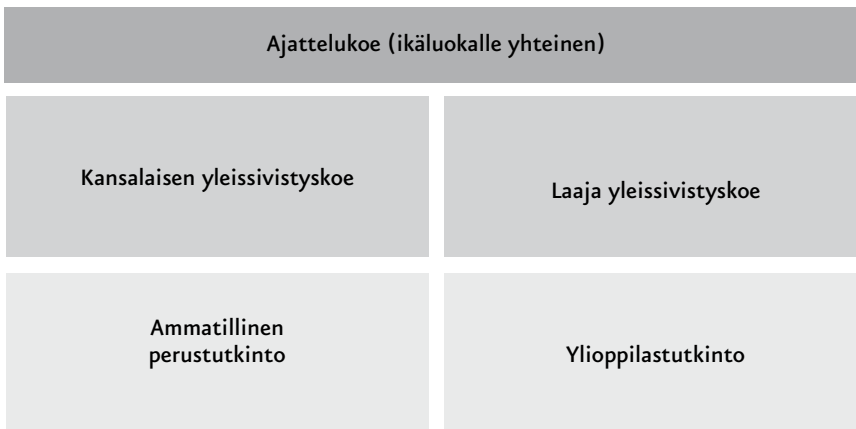 Ajattelukoe (ikäluokalle yhteinen)
Kansalaisen yleissivistyskoe
Laaja yleissivistyskoe
Ammatillinen
perustutkinto
Ylioppilastutkinto